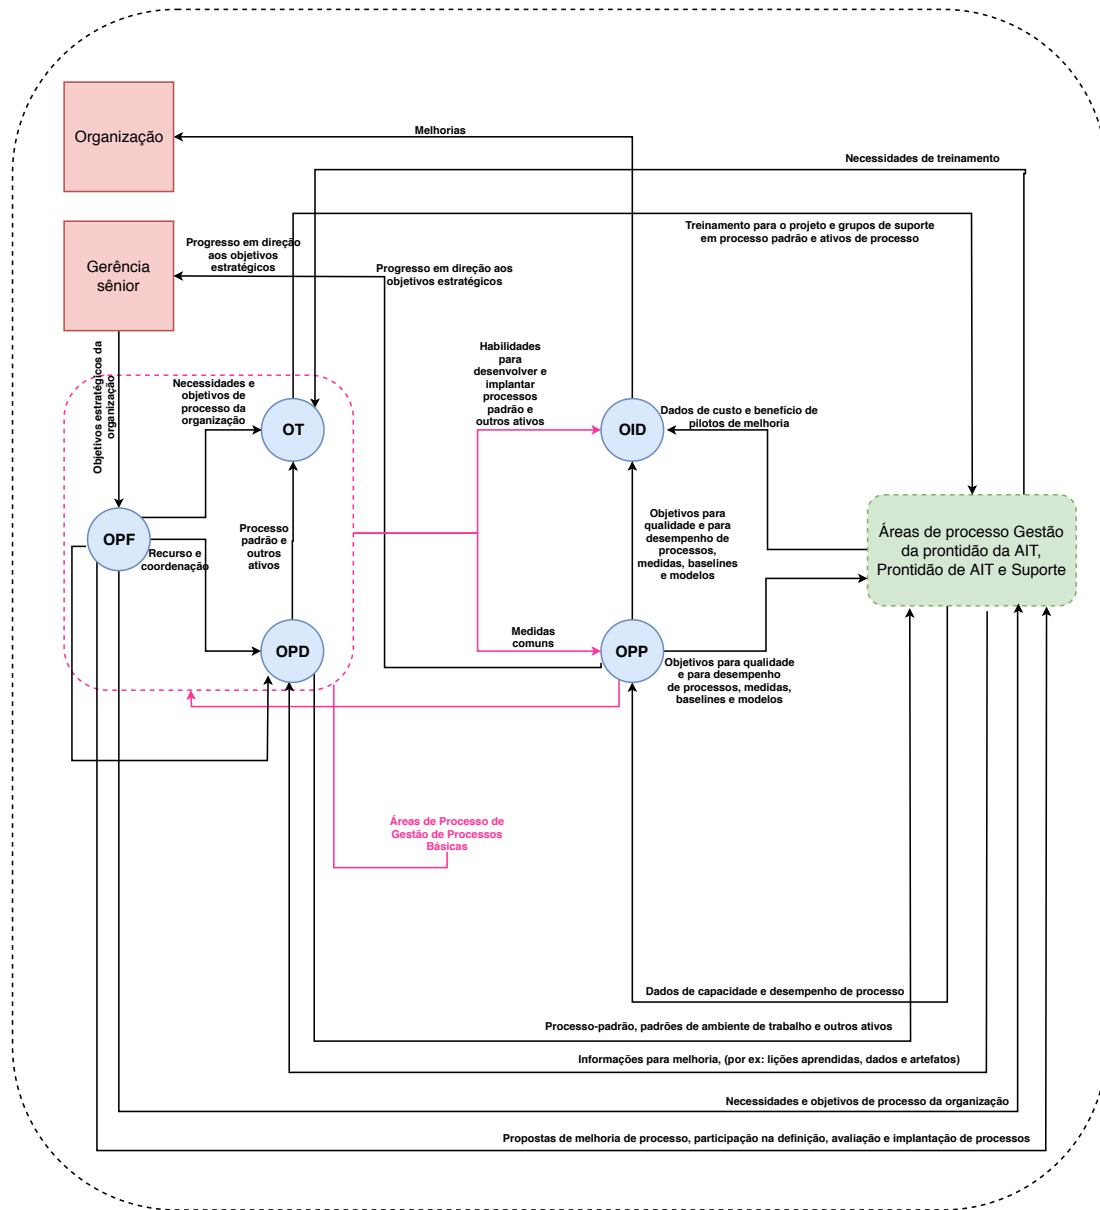 Organização
Melhorias
Necessidades de treinamento
Treinamento para o projeto e grupos de suporte
em processo padrão e ativos de processo
Gerência
sênior
Progresso em direção
aos objetivos
estratégicos
Progresso em direção aos
objetivos estratégicos
Objetivos estratégicos da
organização
Necessidades e
objetivos de
processo da
organização
Habilidades
para
desenvolver e
implantar
processos
padrão e
outros ativos
OT
OID
Dados de custo e benefício de
pilotos de melhoria
OPF
Recurso e
coordenação
Processo
padrão e
outros
ativos
Objetivos para
qualidade e para
desempenho de
processos,
medidas, baselines
e modelos
Áreas de processo Gestão
da prontidão da AIT,
Prontidão de AIT e Suporte
OPD
Medidas
comuns
OPP
Objetivos para qualidade
e para desempenho
de processos, medidas,
baselines e modelos
Áreas de Processo de
Gestão de Processos
Básicas
Dados de capacidade e desempenho de processo
Processo-padrão, padrões de ambiente de trabalho e outros ativos
Informações para melhoria, (por ex: lições aprendidas, dados e artefatos)
Necessidades e objetivos de processo da organização
Propostas de melhoria de processo, participação na definição, avaliação e implantação de processos